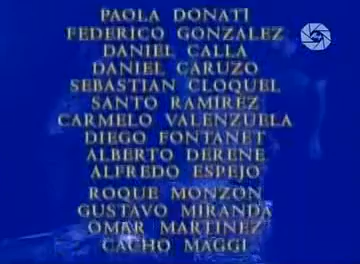 PAOLA DONATI
FEDERICO GONZALEZ
DANIEL CALLA
DANIEL CARUZO
SEBASTIAN CLOQUEL
SANTO RAMIREZ
CARMELO VALENZUELA
DIEGO FONTANET
ALBERTO DERENE
ALFREDO ESPEJO
ROQUE MONZON
GUSTAVO MIRANDA
OMAR MARTINEZ
CACHO MAGGI